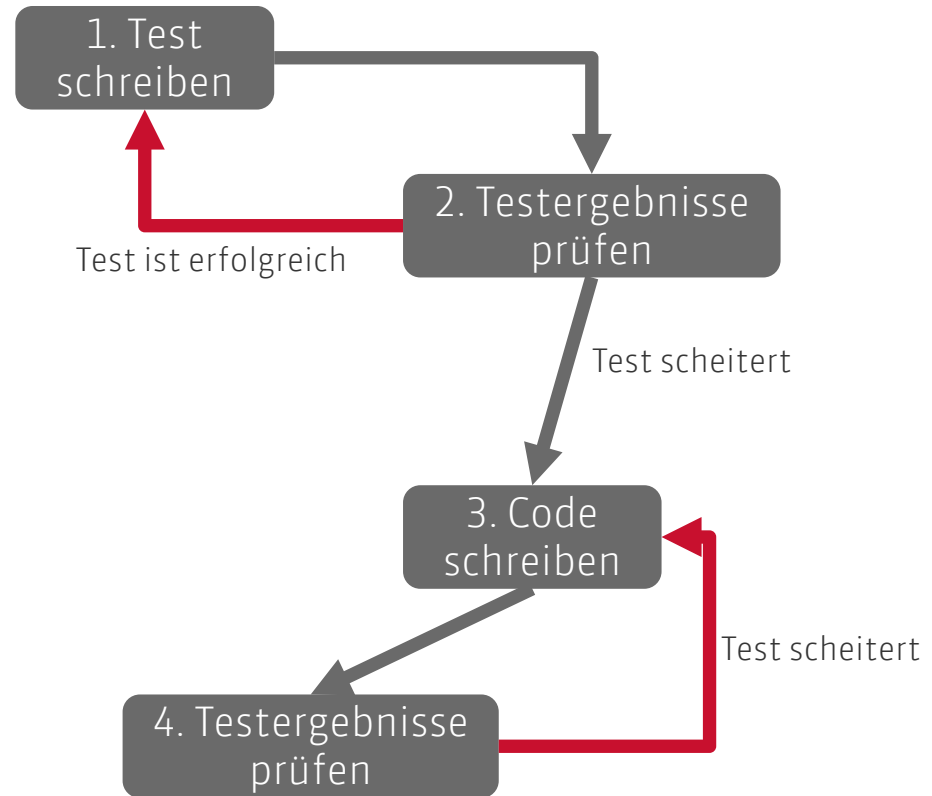 1. Test
schreiben
2. Testergebnisse
prüfen
Test ist erfolgreich
Test scheitert
3. Code
schreiben
Test scheitert
4. Testergebnisse
prüfen